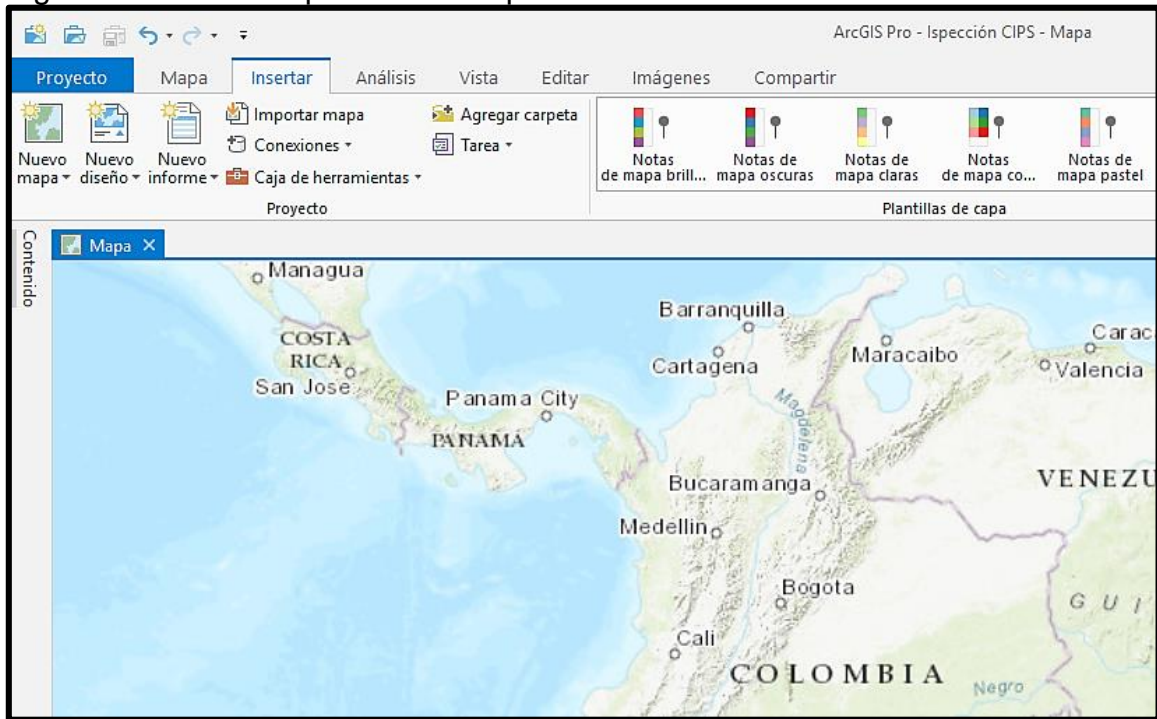 ArcGIS Pro - Ispección CIPS - Mapa
Proyecto Mapa Insertar Análisis Vista Editar Imágenes Compartir
Nuevo mapa
Nuevo diseño
Nuevo informe
Importar mapa
Conexiones
Caja de herramientas
Agregar carpeta
Tarea
Proyecto
Notas de mapa brill...
Notas de mapa oscuras
Notas de mapa claras
Notas de mapa co...
Notas de mapa pastel
Plantillas de capa
Contenido
Mapa
Managua
Barranquilla
COSTA RICA
Cartagena
Maracaibo
Carac
Valencia
San Jose
Panama City
Magdelena
PANAMÁ
Bucaramanga
VENEZU
Medellin
Bogota
G U I
Cali
COLOMBIA
Negro